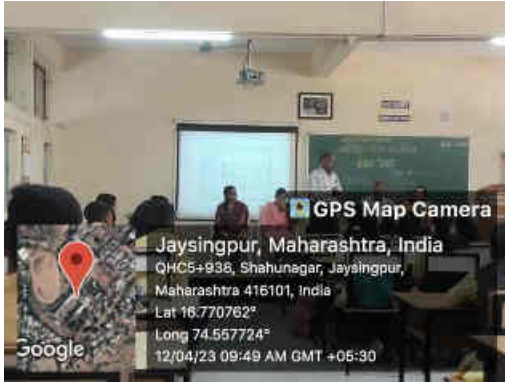 GPS Map Camera
Jaysingpur, Maharashtra, India
QHC5+938, Shahunagar, Jaysingpur,
Maharashtra 416101, India
Lat 16.770762°
Long 74.557724°
12/04/23 09:49 AM GMT +05:30
Google